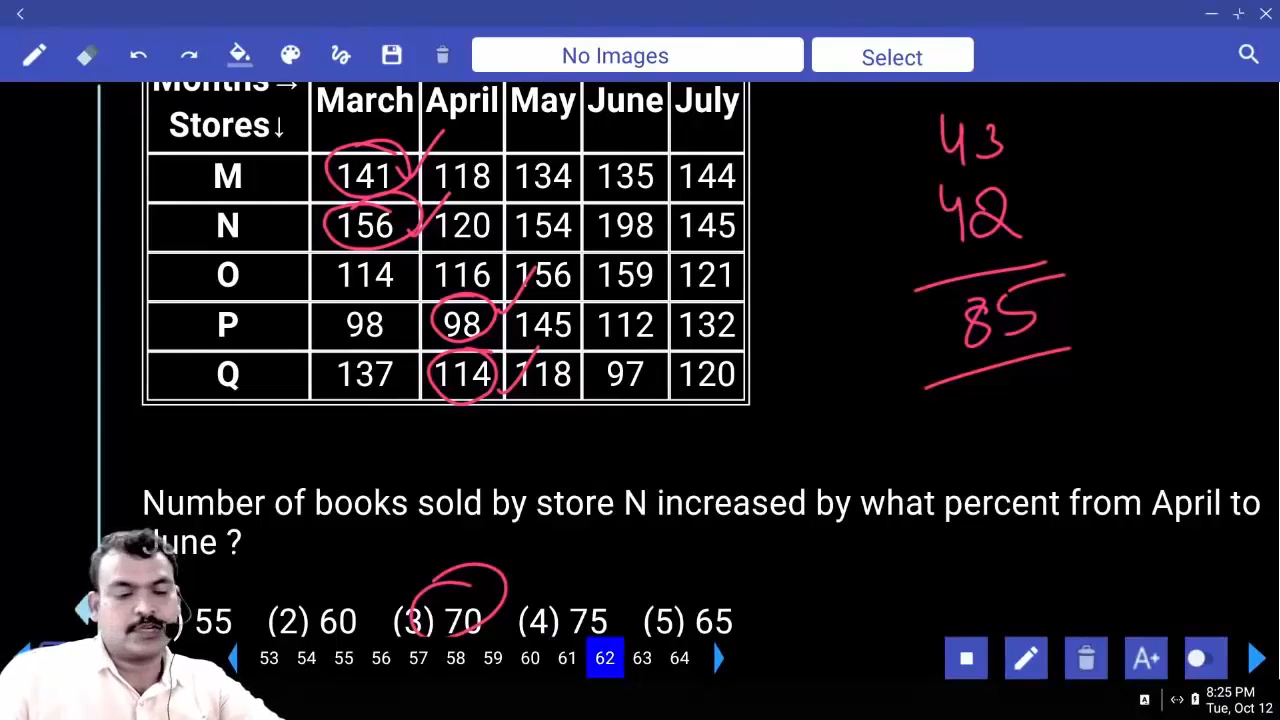 No Images
Select
Months→
Stores↓
March April May June July
M 141 118 134 135 144
N 156 120 154 198 145
O 114 116 156 159 121
P 98 98 145 112 132
Q 137 114 118 97 120
43
42
85
Number of books sold by store N increased by what percent from April to
June ?
) 55 (2) 60 (3) 70 (4) 75 (5) 65
53 54 55 56 57 58 59 60 61 62 63 64
A+
A
8:25 PM
Tue, Oct 12